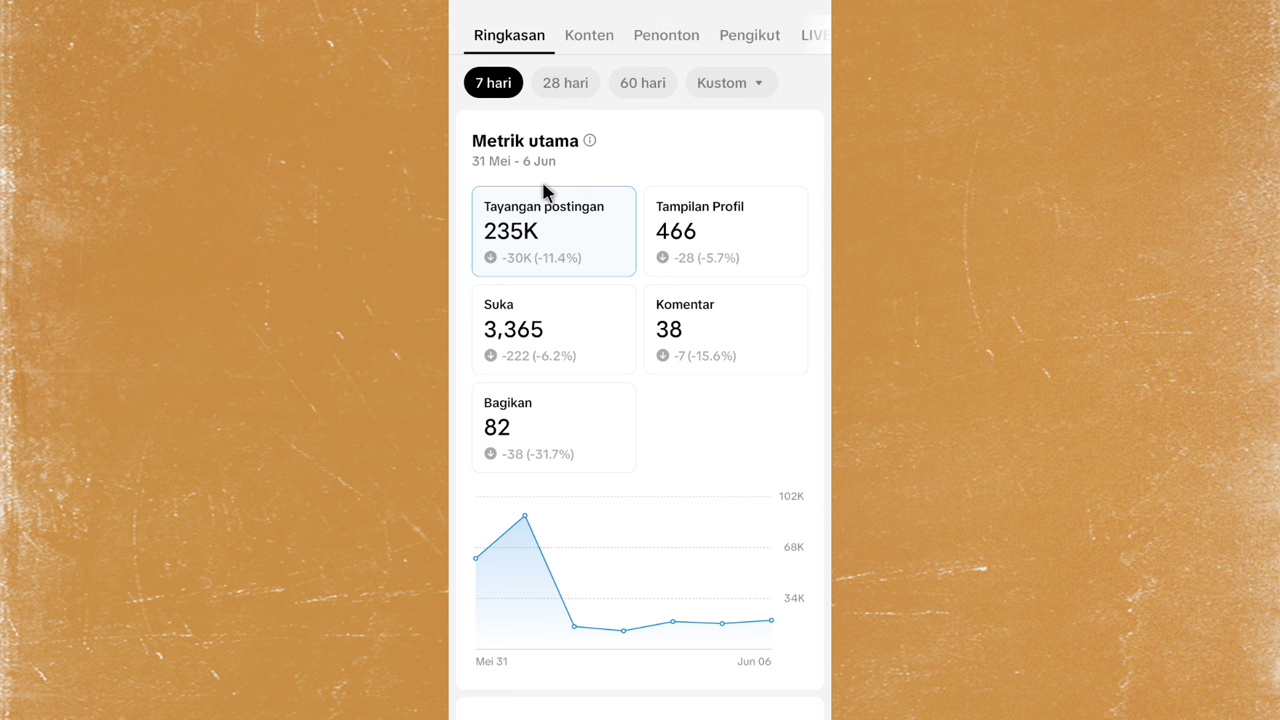 Ringkasan Konten Penonton Pengikut LIVE
7 hari 28 hari 60 hari Kustom
Metrik utama
31 Mei - 6 Jun
Tayangan postingan
235K
-30K (-11.4%)
Tampilan Profil
466
-28 (-5.7%)
Suka
3,365
-222 (-6.2%)
Komentar
38
-7 (-15.6%)
Bagikan
82
-38 (-31.7%)
102K
68K
34K
Mei 31 Jun 06